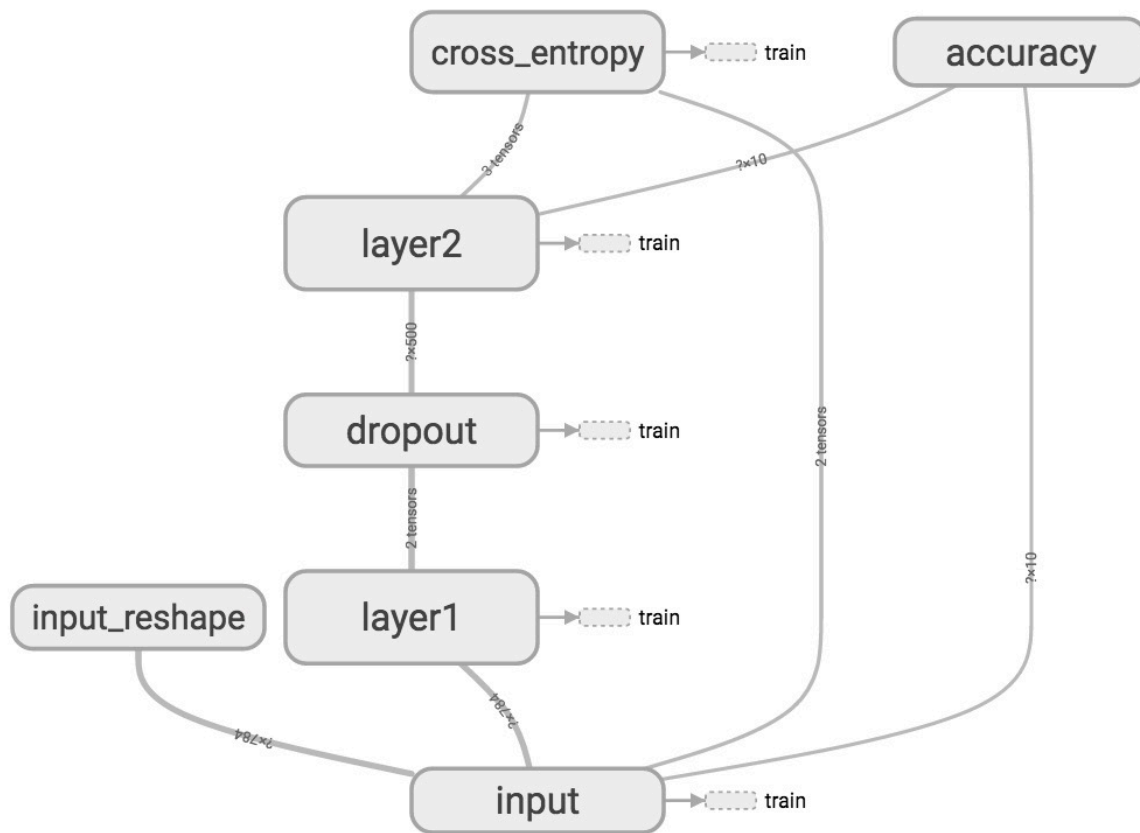 cross_entropy
train
accuracy
3 tensors
?×10
layer2
train
?×500
dropout
train
2 tensors
2 tensors
?×10
input_reshape
layer1
train
?×784
?×784
input
train